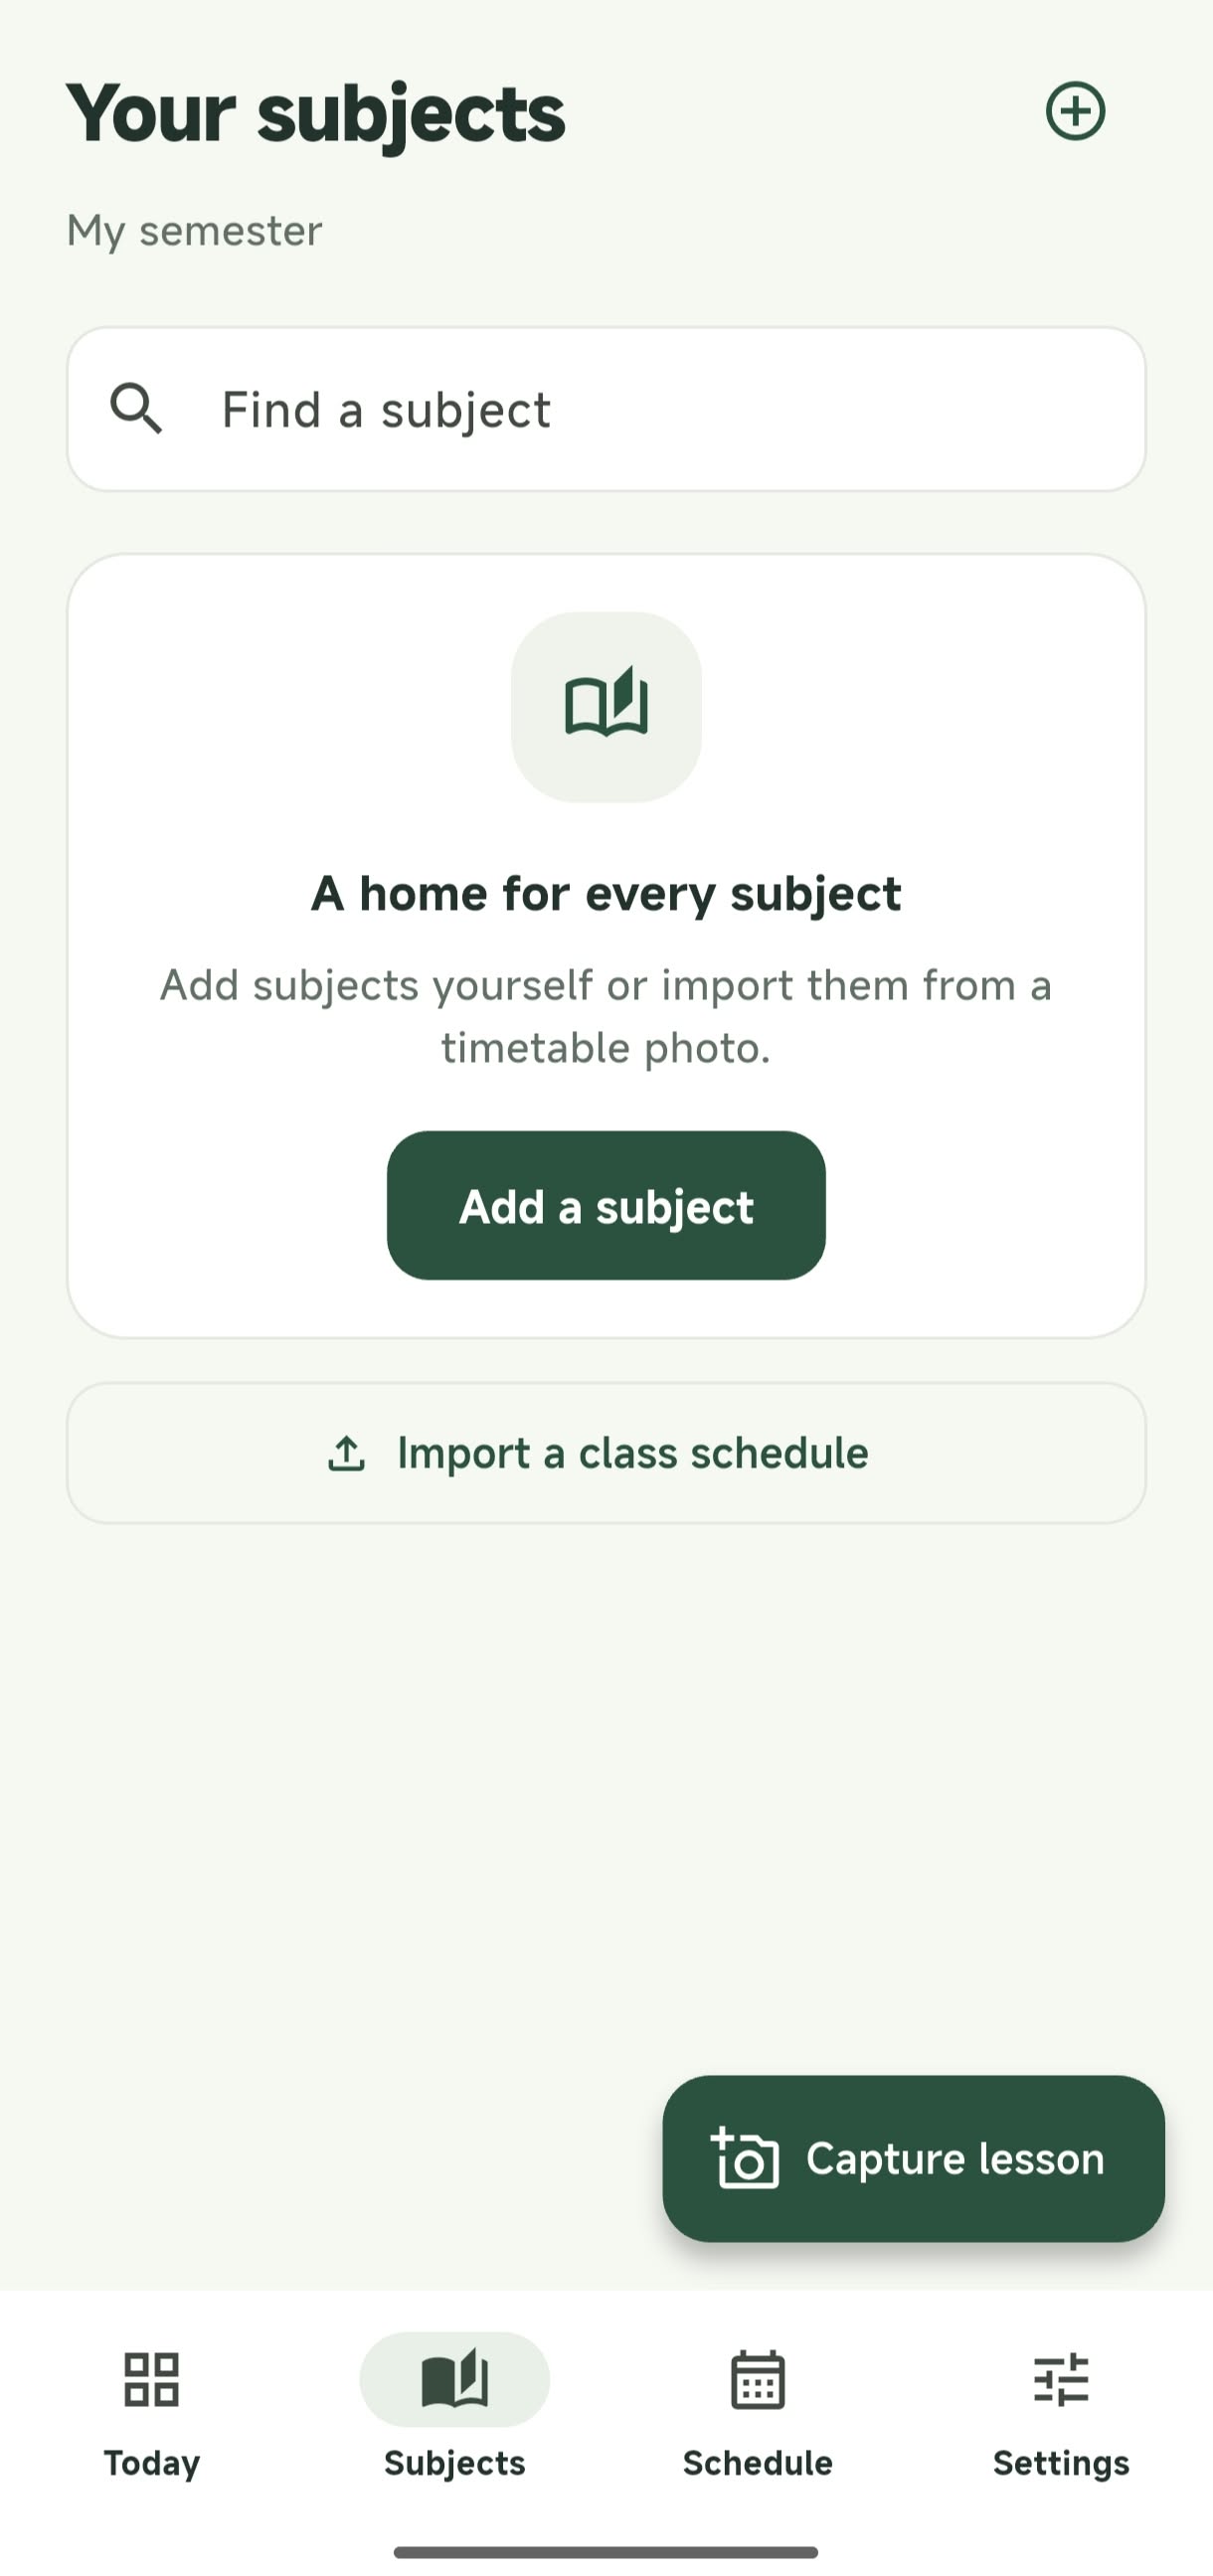 Your subjects
My semester
Find a subject
A home for every subject
Add subjects yourself or import them from a
timetable photo.
Add a subject
Import a class schedule
Capture lesson
Today
Subjects
Schedule
Settings